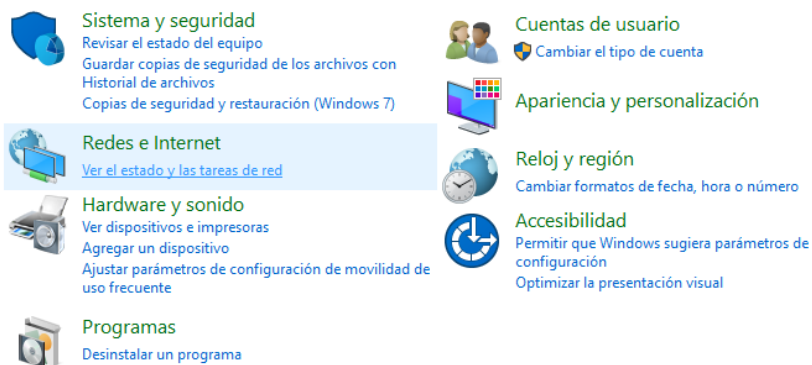 Sistema y seguridad
Revisar el estado del equipo
Guardar copias de seguridad de los archivos con
Historial de archivos
Copias de seguridad y restauración (Windows 7)
Redes e Internet
Ver el estado y las tareas de red
Hardware y sonido
Ver dispositivos e impresoras
Agregar un dispositivo
Ajustar parámetros de configuración de movilidad de
uso frecuente
Programas
Desinstalar un programa
Cuentas de usuario
Cambiar el tipo de cuenta
Apariencia y personalización
Reloj y región
Cambiar formatos de fecha, hora o número
Accesibilidad
Permitir que Windows sugiera parámetros de
configuración
Optimizar la presentación visual